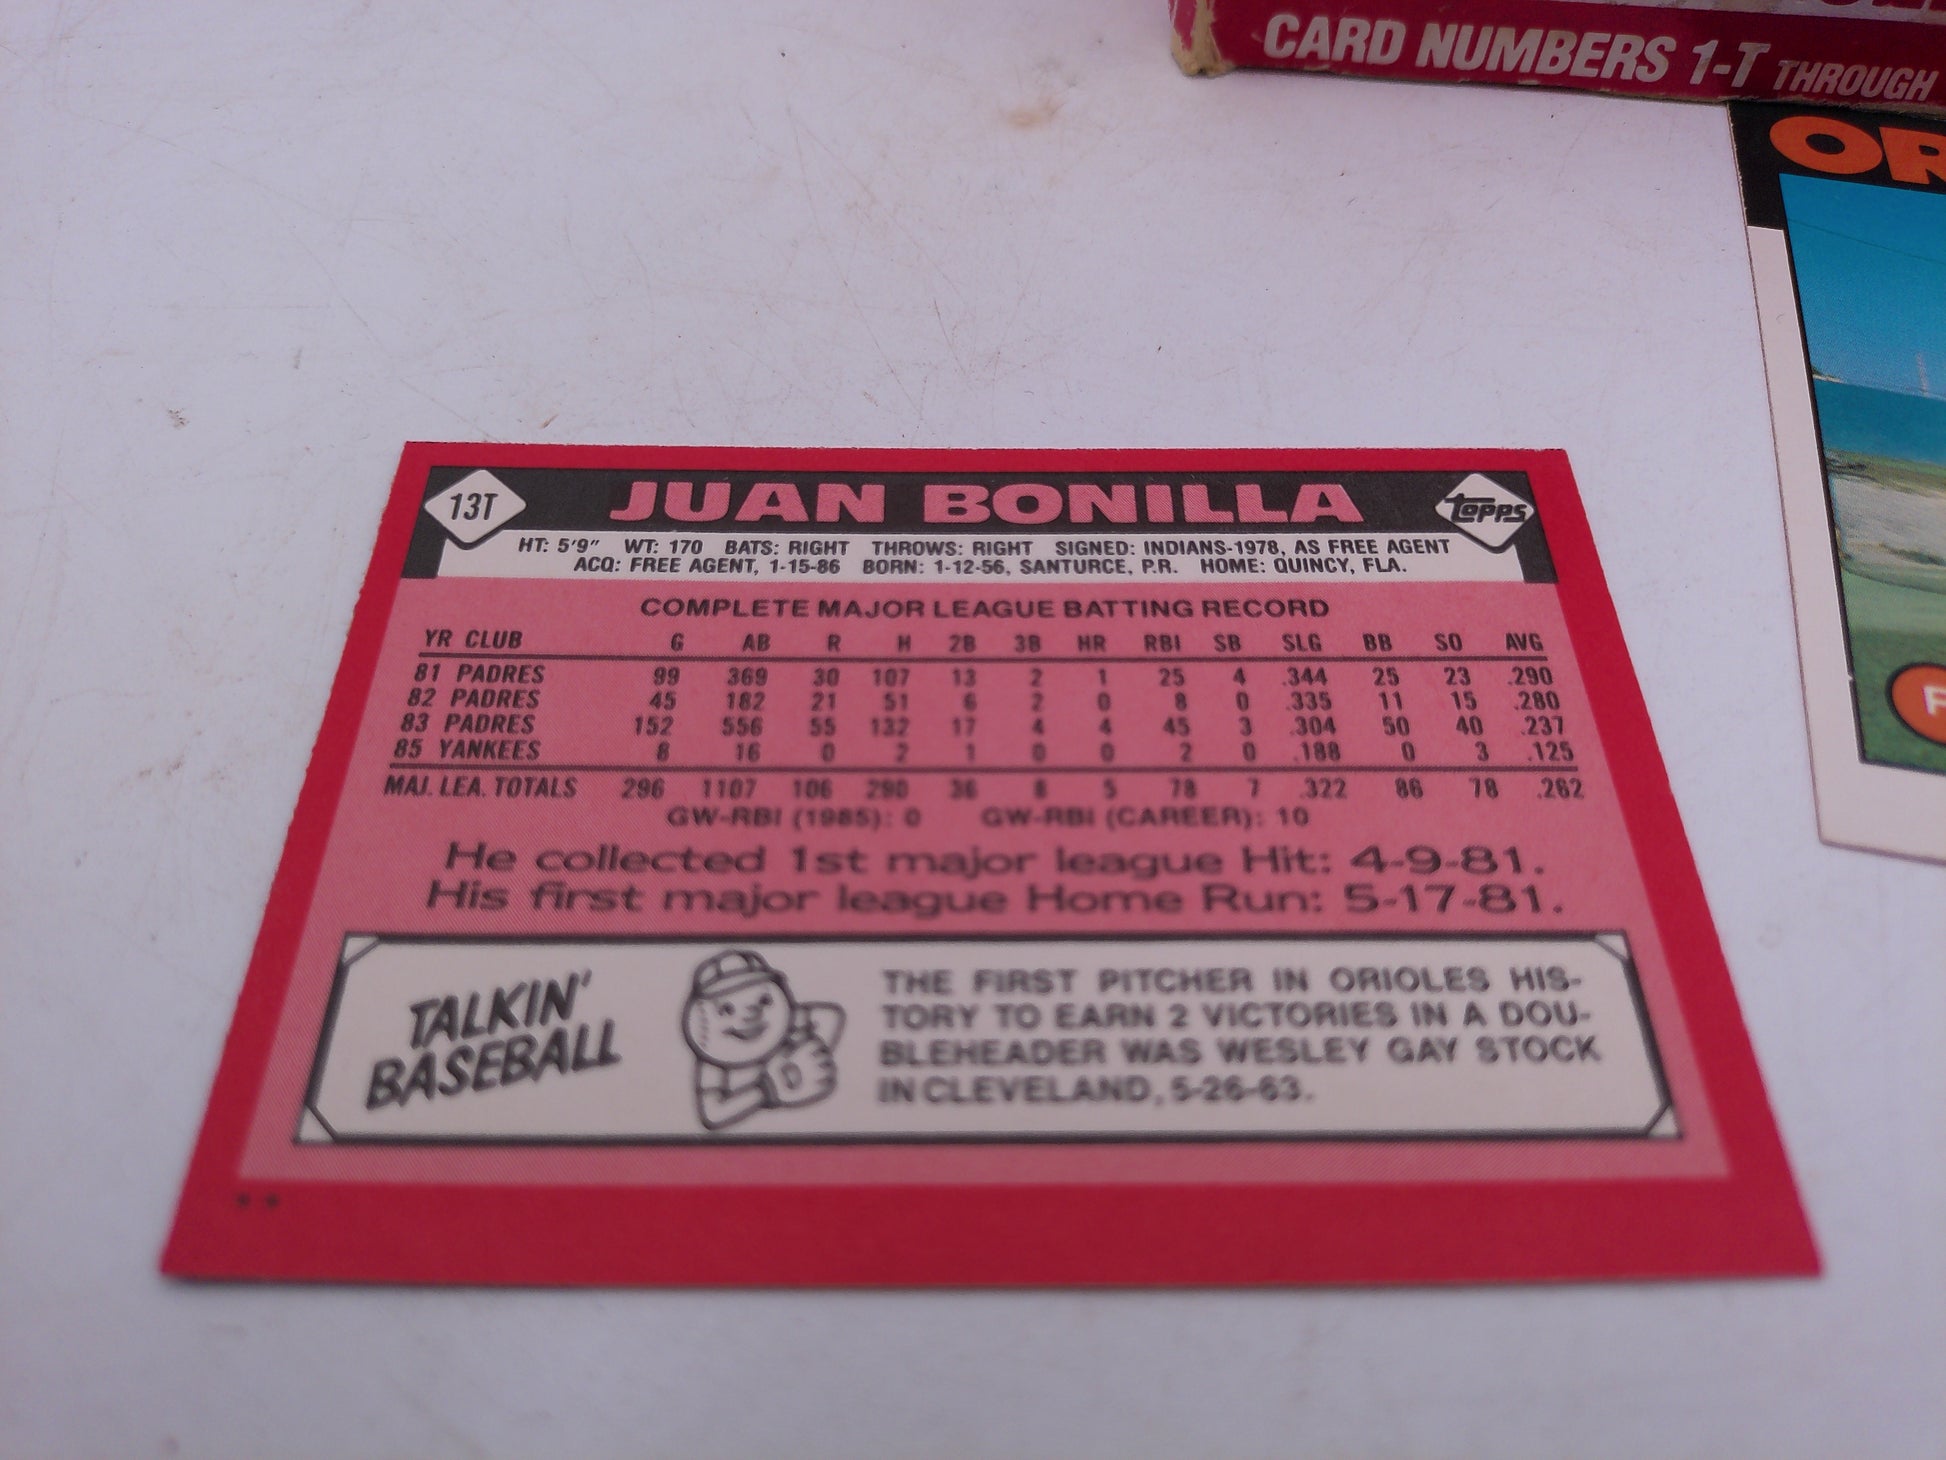 CARD NUMBERS 1-T THROUGH
OR
F
13T
JUAN BONILLA
topps
HT: 5'9" WT: 170 BATS: RIGHT THROWS: RIGHT SIGNED: INDIANS-1978, AS FREE AGENT
ACQ: FREE AGENT, 1-15-86 BORN: 1-12-56, SANTURCE, P.R. HOME: QUINCY, FLA.
COMPLETE MAJOR LEAGUE BATTING RECORD
YR CLUB G AB R H 2B 3B HR RBI SB SLG BB SO AVG
81 PADRES 99 369 30 107 13 2 1 25 4 .344 25 23 .290
82 PADRES 45 182 21 51 6 2 0 8 0 .335 11 15 .280
83 PADRES 152 556 55 132 17 4 4 45 3 .304 50 40 .237
85 YANKEES 8 16 0 2 1 0 0 2 0 .188 0 3 .125
MAJ. LEA. TOTALS 296 1107 106 290 36 8 5 78 7 .322 86 78 .262
GW-RBI (1985): 0 GW-RBI (CAREER): 10
He collected 1st major league Hit: 4-9-81.
His first major league Home Run: 5-17-81.
TALKIN'
BASEBALL
THE FIRST PITCHER IN ORIOLES HIS-
TORY TO EARN 2 VICTORIES IN A DOU-
BLEHEADER WAS WESLEY GAY STOCK
IN CLEVELAND, 5-26-63.
**